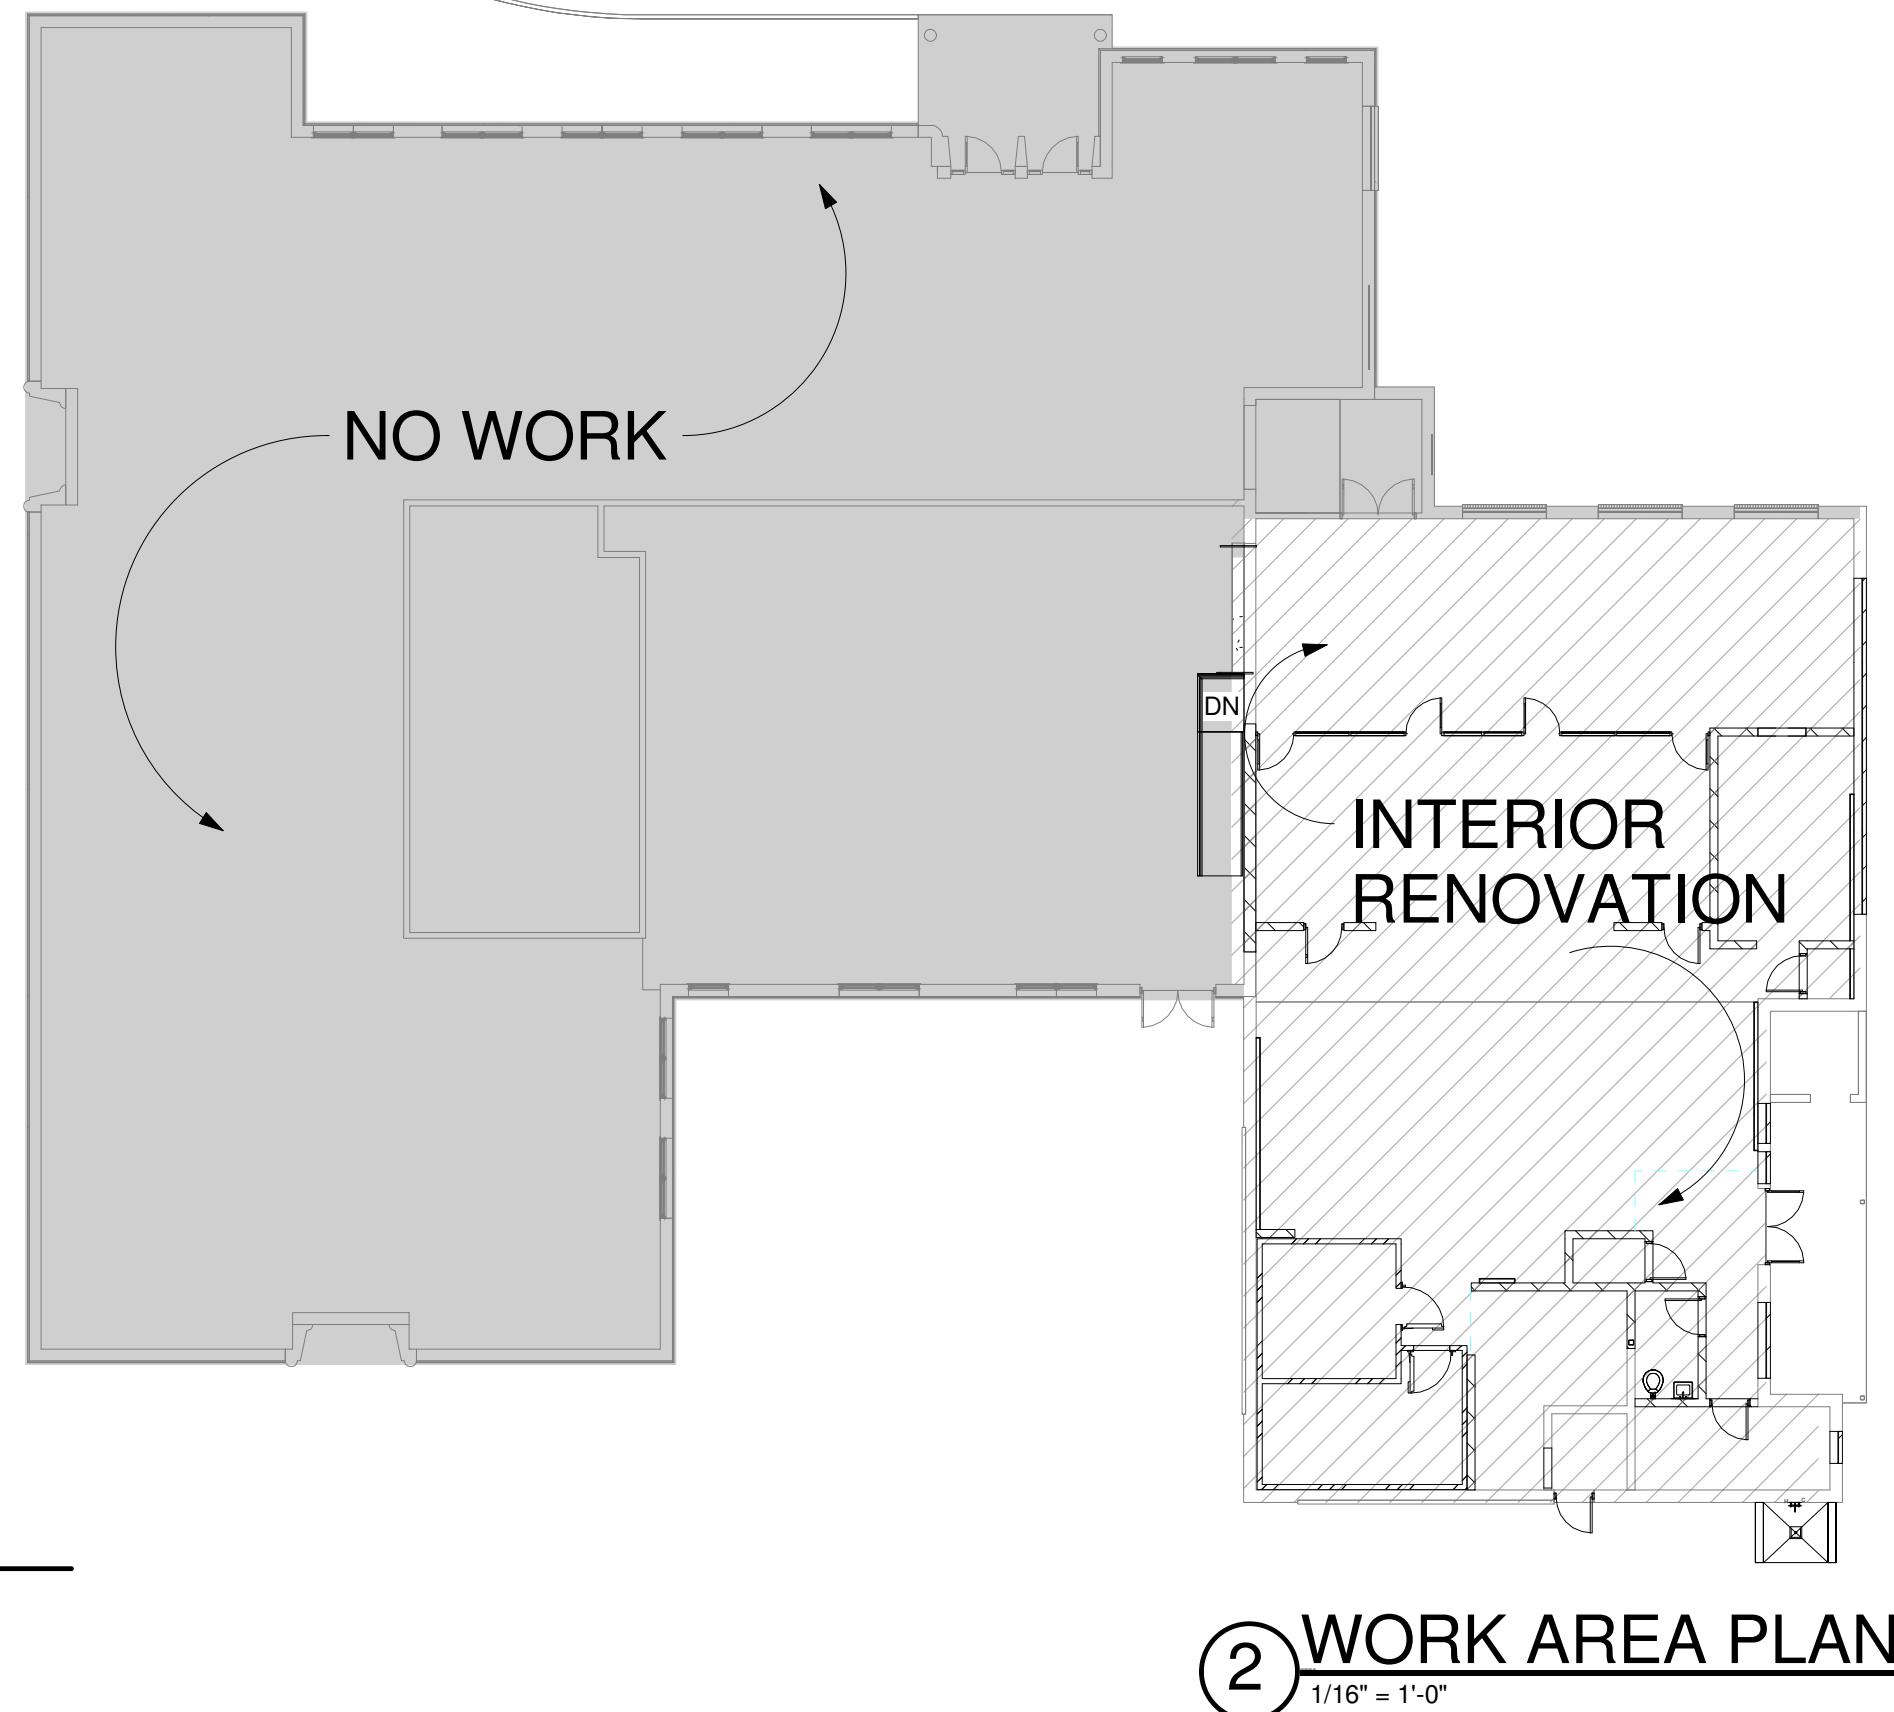 NO WORK
DN
INTERIOR
RENOVATION
2
WORK AREA PLAN
1/16" = 1'-0"